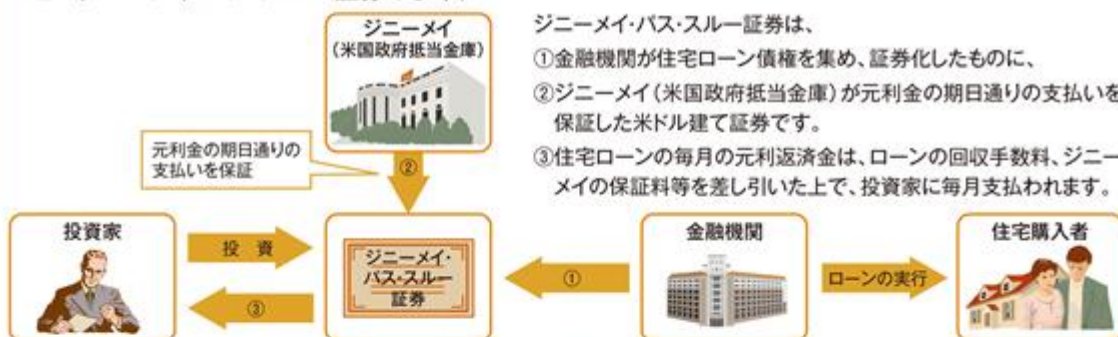 ジニーメイ
（米国政府抵当金庫）
ジニーメイ・パス・スルー証券は、
①金融機関が住宅ローン債権を集め、証券化したものに、
②ジニーメイ（米国政府抵当金庫）が元利金の期日通りの支払いを
保証した米ドル建て証券です。
③住宅ローンの毎月の元利返済金は、ローンの回収手数料、ジニー
メイの保証料等を差し引いた上で、投資家に毎月支払われます。
元利金の期日通りの
支払いを保証
②
投資家
投 資
③
ジニーメイ・
パス・スルー
証券
①
金融機関
ローンの実行
住宅購入者